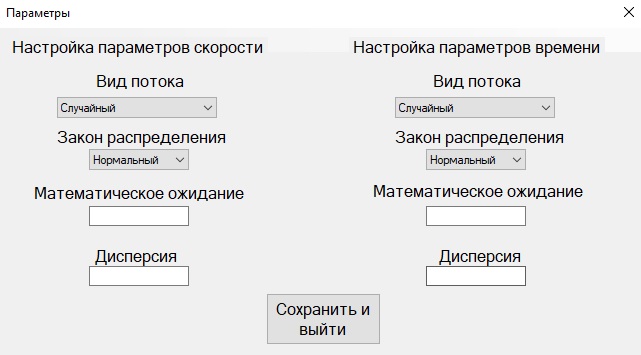 Параметры
Настройка параметров скорости
Настройка параметров времени
Вид потока
Вид потока
Случайный
Случайный
Закон распределения
Закон распределения
Нормальный
Нормальный
Математическое ожидание
Математическое ожидание
Дисперсия
Дисперсия
Сохранить и
выйти